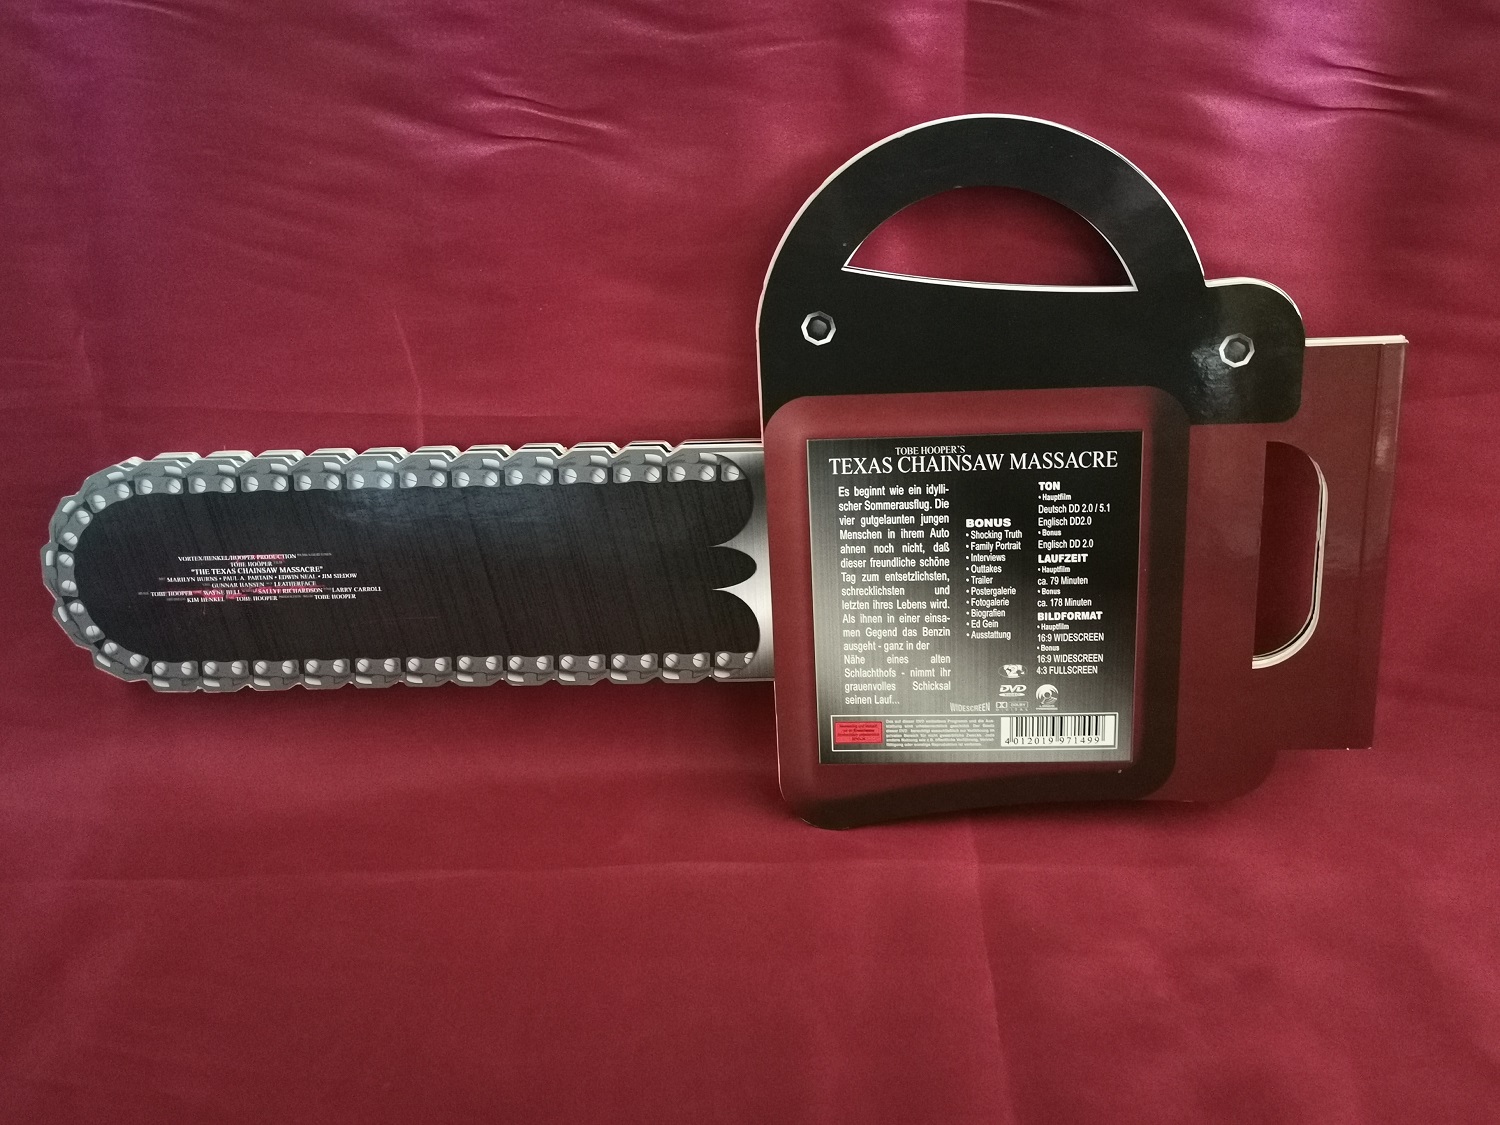 VORTEX/HENKEL/HOOPER PRODUCTION
TOBE HOOPER
"THE TEXAS CHAINSAW MASSACRE"
MARILYN BURNS • PAUL A. PARTAIN • EDWIN NEAL • JIM SIEDOW
GUNNAR HANSEN LEATHERFACE
TOBE HOOPER WAYNE BELL SALLYE RICHARDSON LARRY CARROLL
KIM HENKEL TOBE HOOPER TOBE HOOPER
TOBE HOOPER'S
TEXAS CHAINSAW MASSACRE
Es beginnt wie ein idylli-
scher Sommerausflug. Die
vier gutgelaunten jungen
Menschen in ihrem Auto
ahnen noch nicht, daß
dieser freundliche schöne
Tag zum entsetzlichsten,
schrecklichsten und
letzten ihres Lebens wird.
Als ihnen in einer einsa-
men Gegend das Benzin
ausgeht - ganz in der
Nähe eines alten
Schlachthofs - nimmt ihr
grauenvolles Schicksal
seinen Lauf...
BONUS
• Shocking Truth
• Family Portrait
• Interviews
• Outtakes
• Trailer
• Postergalerie
• Fotogalerie
• Biografien
• Ed Gein
• Ausstattung
TON
• Hauptfilm
Deutsch DD 2.0 / 5.1
Englisch DD2.0
• Bonus
Englisch DD 2.0
LAUFZEIT
• Hauptfilm
ca. 79 Minuten
• Bonus
ca. 178 Minuten
BILDFORMAT
• Hauptfilm
16:9 WIDESCREEN
• Bonus
16:9 WIDESCREEN
4:3 FULLSCREEN
DVD
WIDESCREEN
4 012019 971499